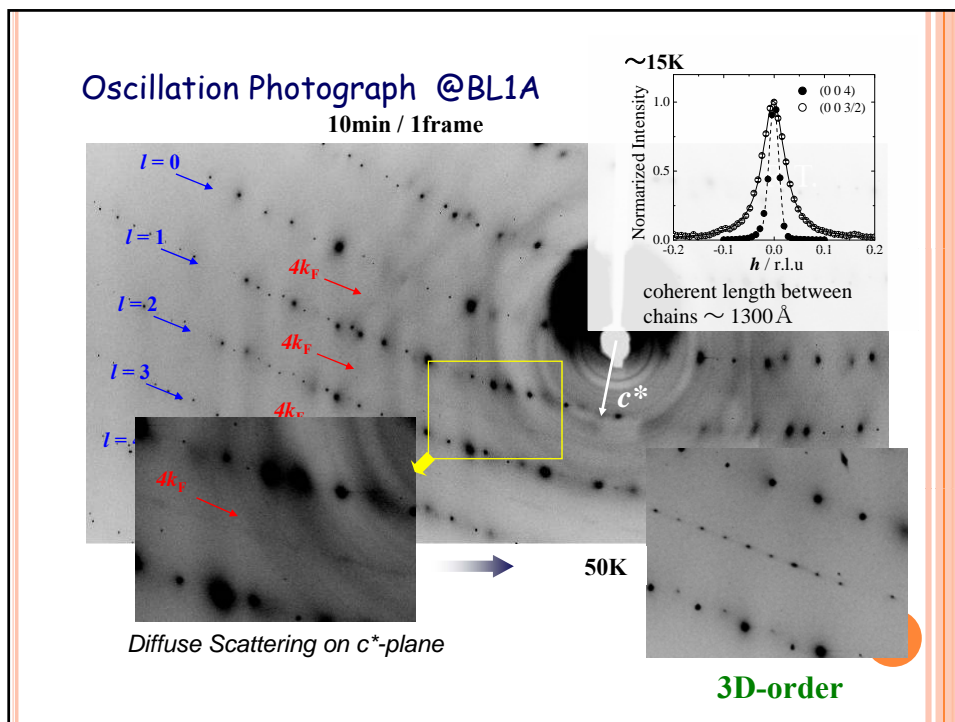 Oscillation Photograph @BL1A
10min / 1frame
～15K
Normarized Intensity
1.0
0.5
0.0
(0 0 4)
(0 0 3/2)
-0.2 -0.1 0.0 0.1 0.2
h / r.l.u
coherent length between
chains ～ 1300Å
l = 0
l = 1
l = 2
l = 3
4kF
4kF
4kF
4kF
c*
50K
Diffuse Scattering on c*-plane
3D-order